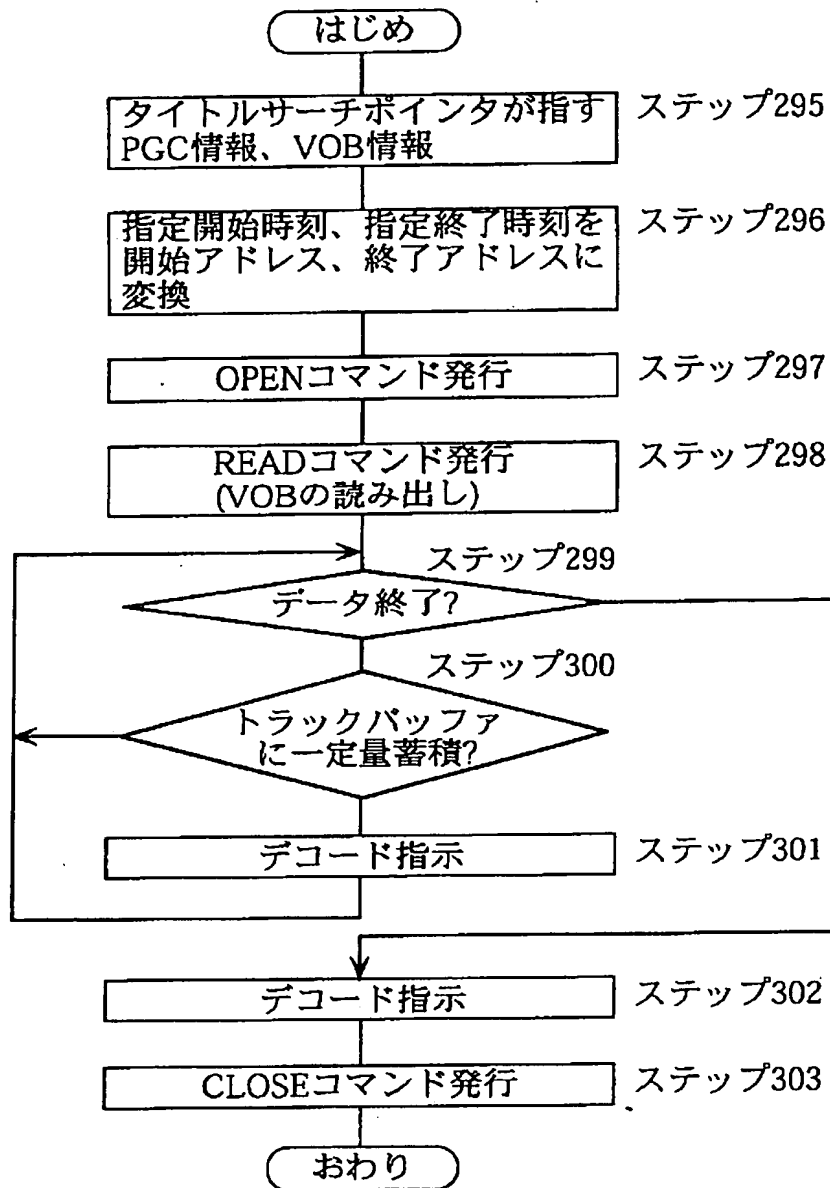 はじめ
タイトルサーチポインタが指す
PGC情報、VOB情報
ステップ295
指定開始時刻、指定終了時刻を
開始アドレス、終了アドレスに
変換
ステップ296
OPENコマンド発行
ステップ297
READコマンド発行
(VOBの読み出し)
ステップ298
ステップ299
データ終了?
ステップ300
トラックバッファ
に一定量蓄積?
デコード指示
ステップ301
デコード指示
ステップ302
CLOSEコマンド発行
ステップ303
おわり